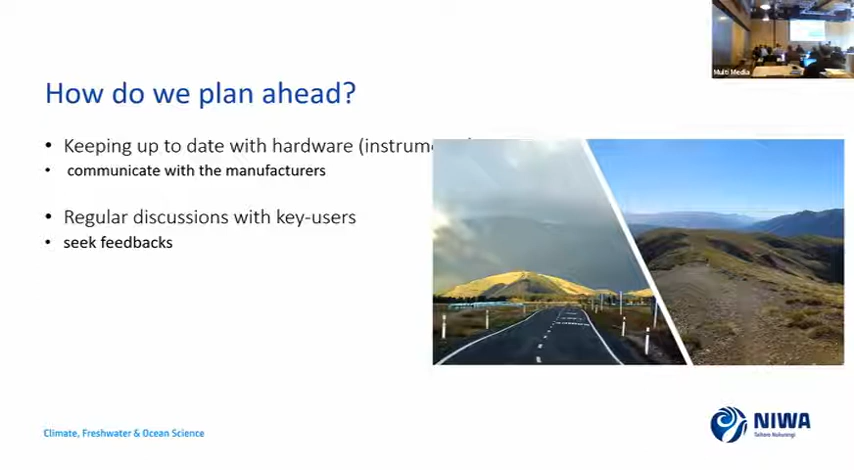 Multi Media
How do we plan ahead?
• Keeping up to date with hardware
• communicate with the manufacturers
• Regular discussions with key-users
• seek feedbacks
Climate, Freshwater & Ocean Science
NIWA
Taihoro Nukurangi